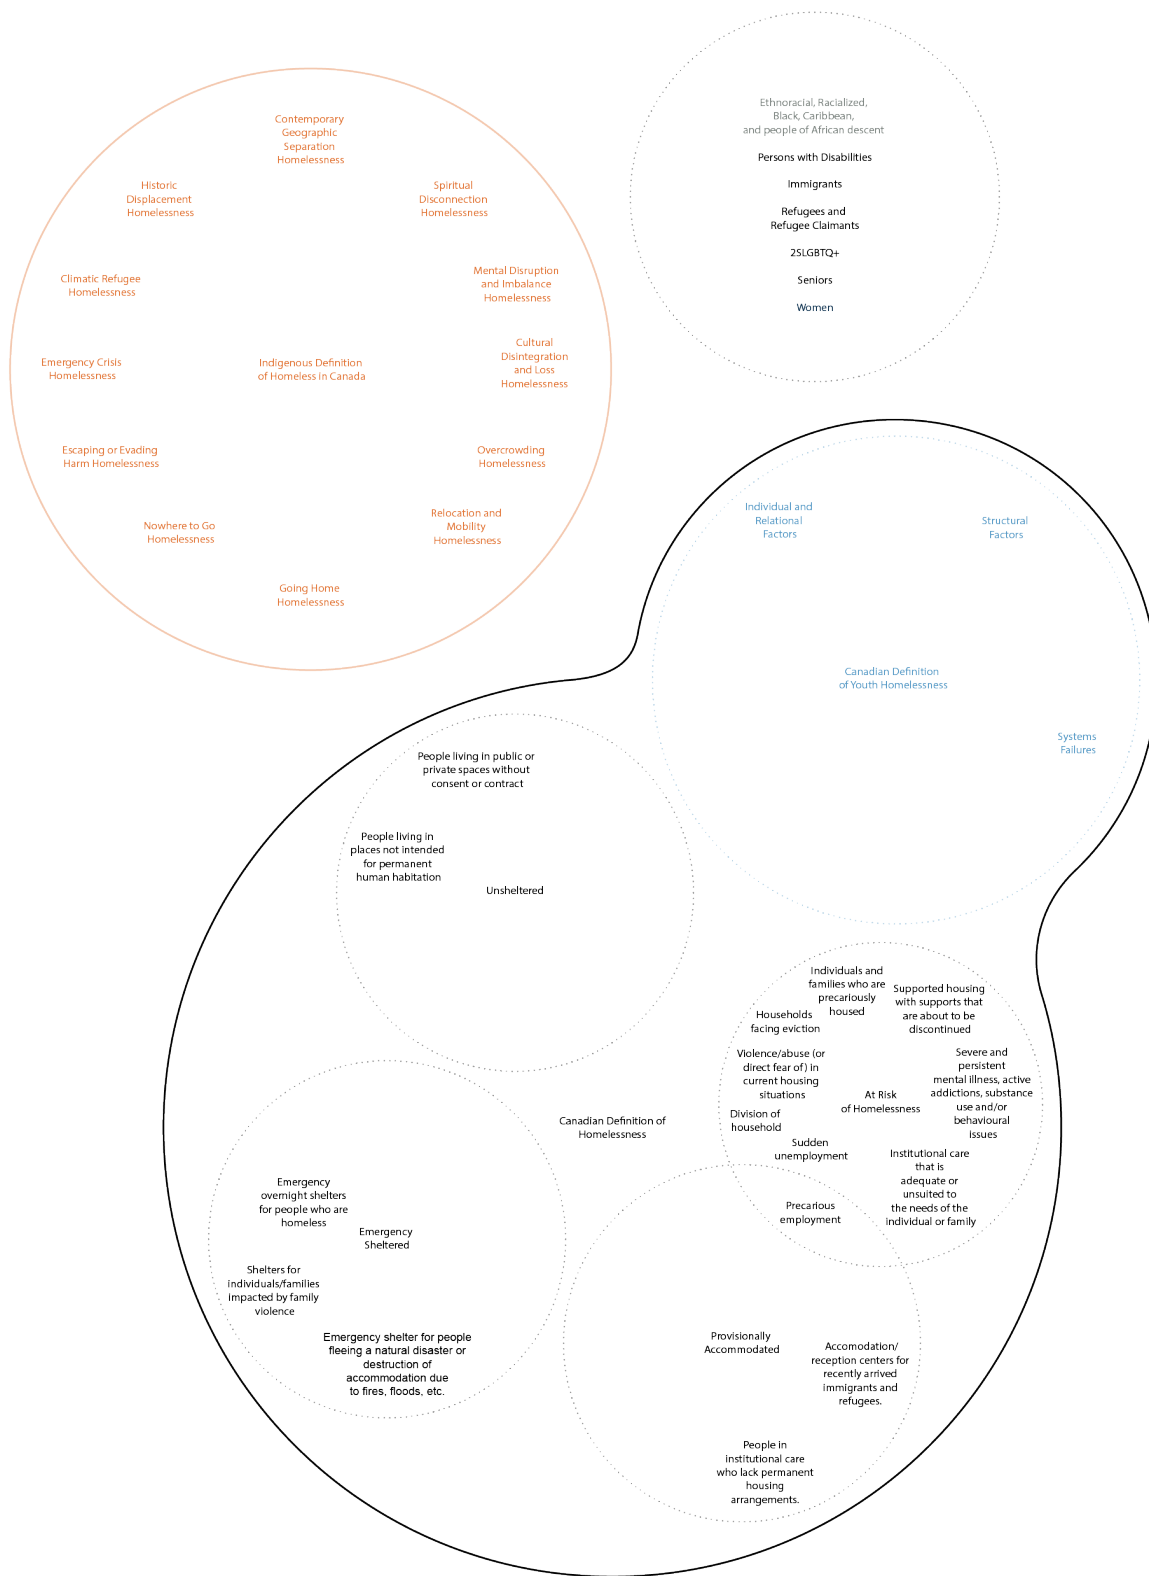 Ethnoracial, Racialized,
Black, Caribbean,
and people of African descent
Persons with Disabilities
Immigrants
Refugees and
Refugee Claimants
2SLGBTQ+
Seniors
Women
Contemporary
Geographic
Separation
Homelessness
Historic
Displacement
Homelessness
Spiritual
Disconnection
Homelessness
Climatic Refugee
Homelessness
Mental Disruption
and Imbalance
Homelessness
Emergency Crisis
Homelessness
Indigenous Definition
of Homeless in Canada
Cultural
Disintegration
and Loss
Homelessness
Escaping or Evading
Harm Homelessness
Overcrowding
Homelessness
Nowhere to Go
Homelessness
Relocation and
Mobility
Homelessness
Going Home
Homelessness
Individual and
Relational
Factors
Structural
Factors
Canadian Definition
of Youth Homelessness
Systems
Failures
People living in public or
private spaces without
consent or contract
People living in
places not intended
for permanent
human habitation
Unsheltered
Individuals and
families who are
precariously
housed
Supported housing
with supports that
are about to be
discontinued
Households
facing eviction
Violence/abuse (or
direct fear of) in
current housing
situations
Severe and
persistent
mental illness, active
addictions, substance
use and/or
behavioural
issues
At Risk
of Homelessness
Division of
household
Sudden
unemployment
Institutional care
that is
adequate or
unsuited to
the needs of the
individual or family
Precarious
employment
Canadian Definition of
Homelessness
Emergency
overnight shelters
for people who are
homeless
Emergency
Sheltered
Shelters for
individuals/families
impacted by family
violence
Emergency shelter for people
fleeing a natural disaster or
destruction of
accommodation due
to fires, floods, etc.
Provisionally
Accommodated
Accomodation/
reception centers for
recently arrived
immigrants and
refugees.
People in
institutional care
who lack permanent
housing
arrangements.